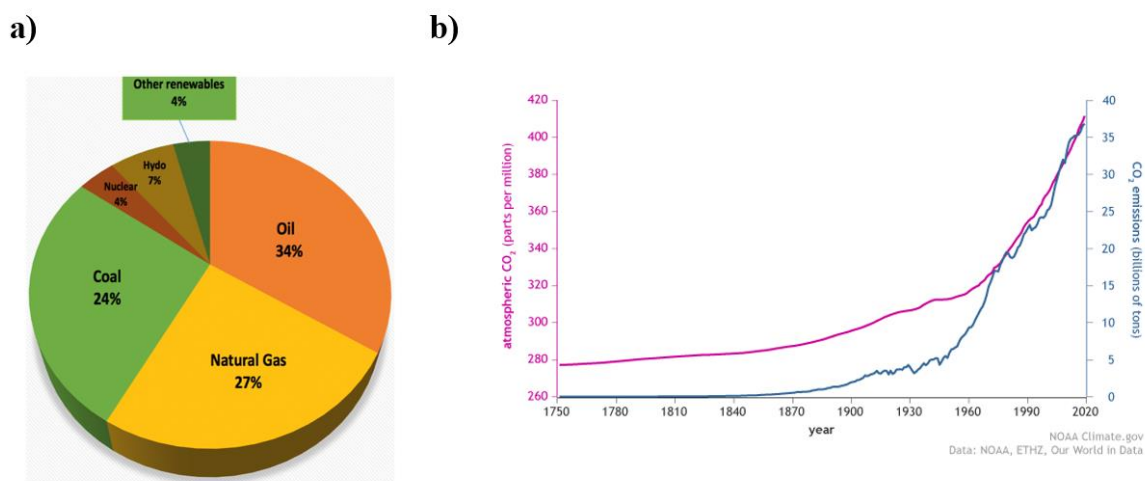 a)
Other renewables
4%
Hydo
7%
Nuclear
4%
Oil
34%
Coal
24%
Natural Gas
27%
b)
atmospheric CO₂ (parts per million)
420
400
380
360
340
320
300
280
260
CO₂ emissions (billions of tons)
40
35
30
25
20
15
10
5
0
1750 1780 1810 1840 1870 1900 1930 1960 1990 2020
year
NOAA Climate.gov
Data: NOAA, ETHZ, Our World in Data